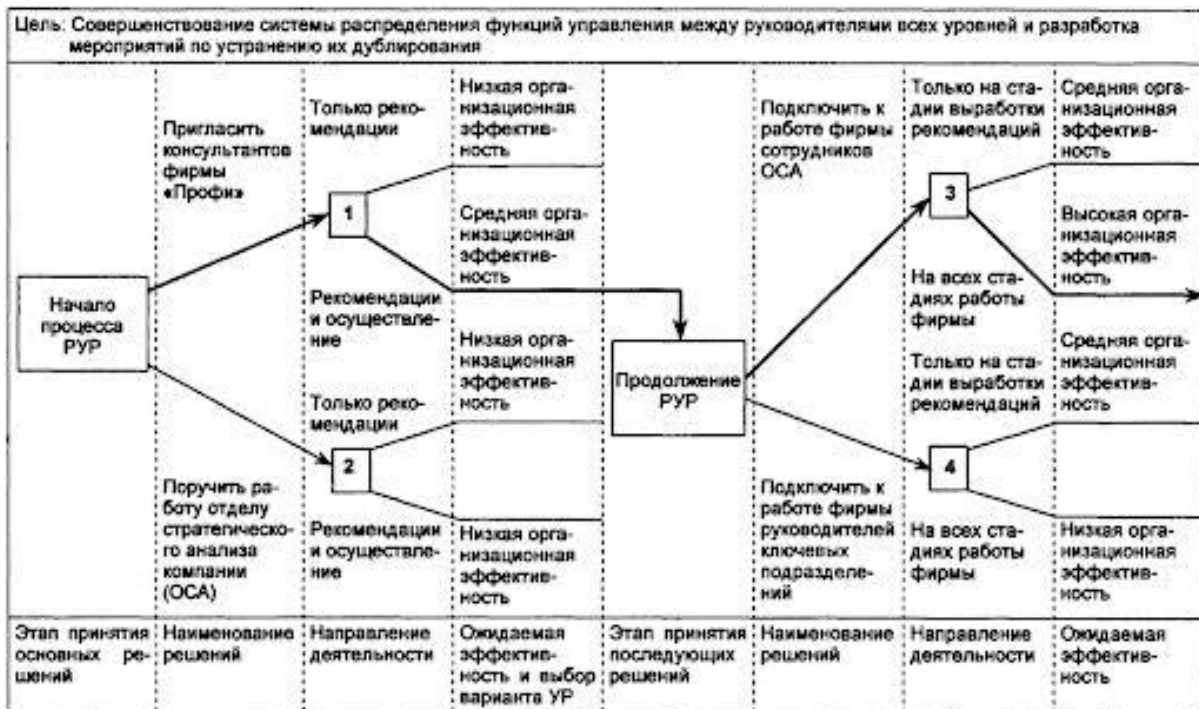 Цель: Совершенствование системы распределения функций управления между руководителями всех уровней и разработка
мероприятий по устранению их дублирования
Начало
процесса
РУР
Пригласить
консультантов
фирмы
«Профи»
Поручить ра-
боту отделу
стратегическо-
го анализа
компании
(ОСА)
Только реко-
мендации
1
Рекомендации
и осуществле-
ние
Только реко-
мендации
2
Рекомендации
и осуществле-
ние
Низкая орга-
низационная
эффектив-
ность
Средняя орга-
низационная
эффектив-
ность
Низкая орга-
низационная
эффектив-
ность
Низкая орга-
низационная
эффектив-
ность
Продолжение
РУР
Подключить к
работе фирмы
сотрудников
ОСА
Подключить к
работе фирмы
руководителей
ключевых
подразделе-
ний
Только на ста-
дии выработки
рекомендаций
3
На всех ста-
диях работы
фирмы
Только на ста-
дии выработки
рекомендаций
4
На всех ста-
диях работы
фирмы
Средняя орга-
низационная
эффектив-
ность
Высокая орга-
низационная
эффектив-
ность
Средняя орга-
низационная
эффектив-
ность
Низкая орга-
низационная
эффектив-
ность
Этап принятия
основных ре-
шений
Наименование
решений
Направление
деятельности
Ожидаемая
эффектив-
ность и выбор
варианта УР
Этап принятия
последующих
решений
Наименование
решений
Направление
деятельности
Ожидаемая
эффектив-
ность